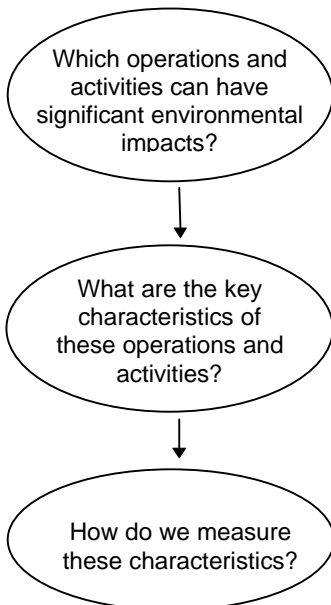 Which operations and
activities can have
significant environmental
impacts?
What are the key
characteristics of
these operations and
activities?
How do we measure
these characteristics?